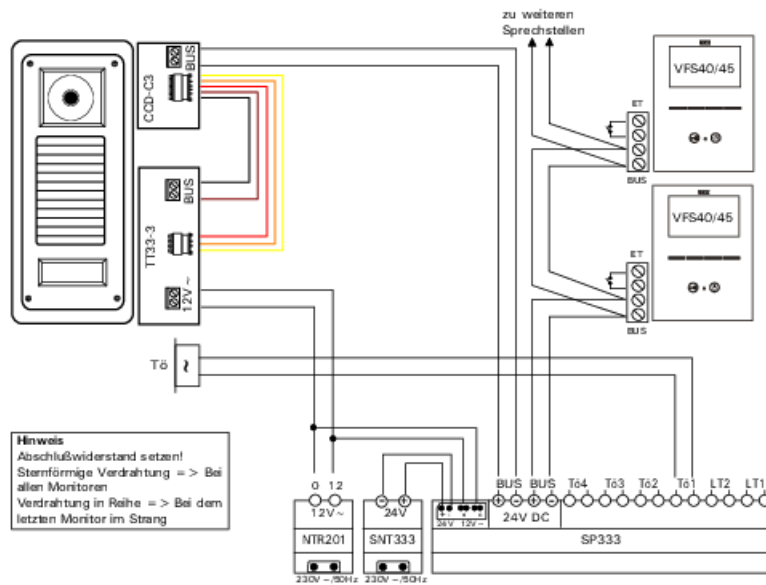 zu weiteren
Sprechstellen
CCD-C3
BUS
VFS40/45
ET
BUS
TT33-3
BUS
12V~
VFS40/45
ET
BUS
Tö
~
Hinweis
Abschlußwiderstand setzen!
Sternförmige Verdrahtung => Bei
allen Monitoren
Verdrahtung in Reihe => Bei dem
letzten Monitor im Strang
0 12
12V~
NTR201
230V ~/50Hz
- +
24V
SNT333
230V ~/50Hz
24V 12V~
BUS BUS
+ - + -
24V DC
Tö4 Tö3 Tö2 Tö1 LT2 LT1
SP333